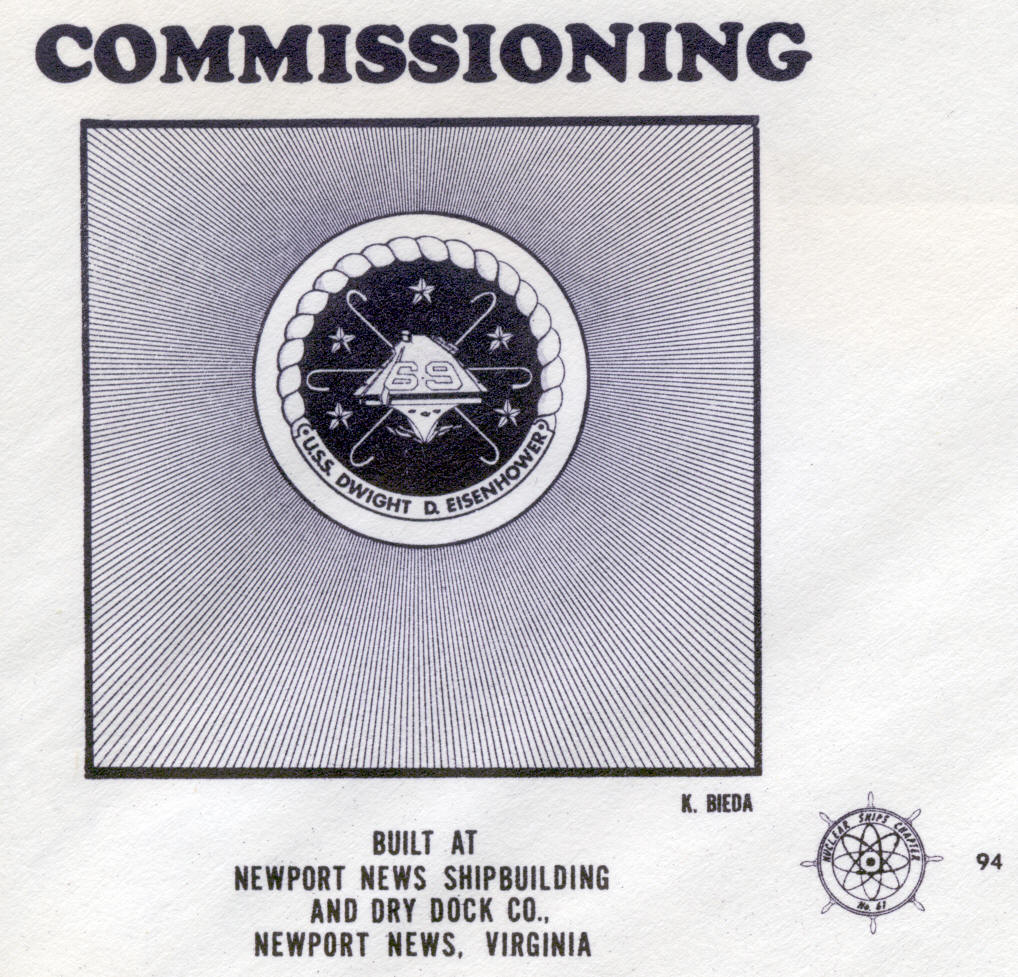 COMMISSIONING
69
U.S.S. DWIGHT D. EISENHOWER
K. BIEDA
BUILT AT
NEWPORT NEWS SHIPBUILDING
AND DRY DOCK CO.,
NEWPORT NEWS, VIRGINIA
NUCLEAR SHIPS CHAPTER
No. 61
94